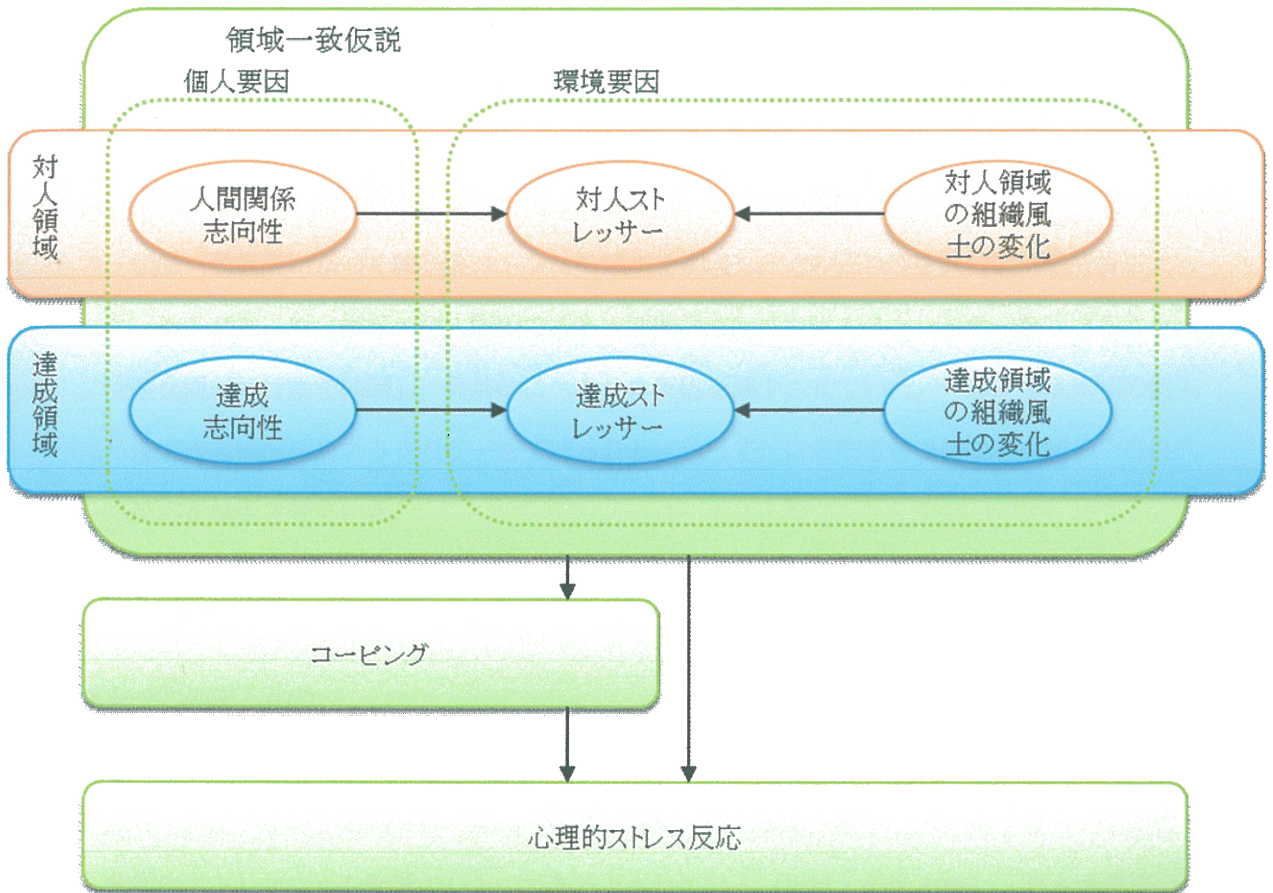 領域一致仮説
個人要因
環境要因
対人領域
人間関係
志向性
対人スト
レッサー
対人領域
の組織風
土の変化
達成領域
達成
志向性
達成スト
レッサー
達成領域
の組織風
土の変化
コーピング
心理的ストレス反応